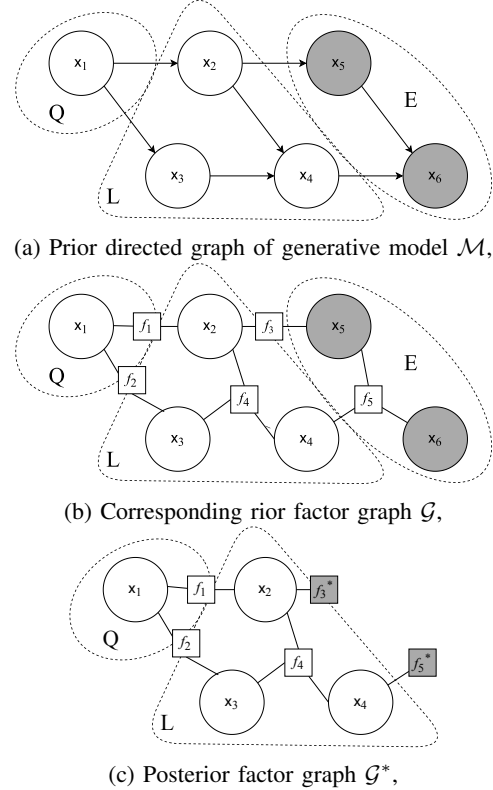 x₁ x₂ x₅
Q E
x₃ x₄ x₆
L
(a) Prior directed graph of generative model ℳ,
x₁ f₁ x₂ f₃ x₅
Q f₂ f₄ f₅ E
x₃ x₄ x₆
L
(b) Corresponding rior factor graph 𝒢,
x₁ f₁ x₂ f₃*
Q f₂ f₄ f₅*
x₃ x₄
L
(c) Posterior factor graph 𝒢*,